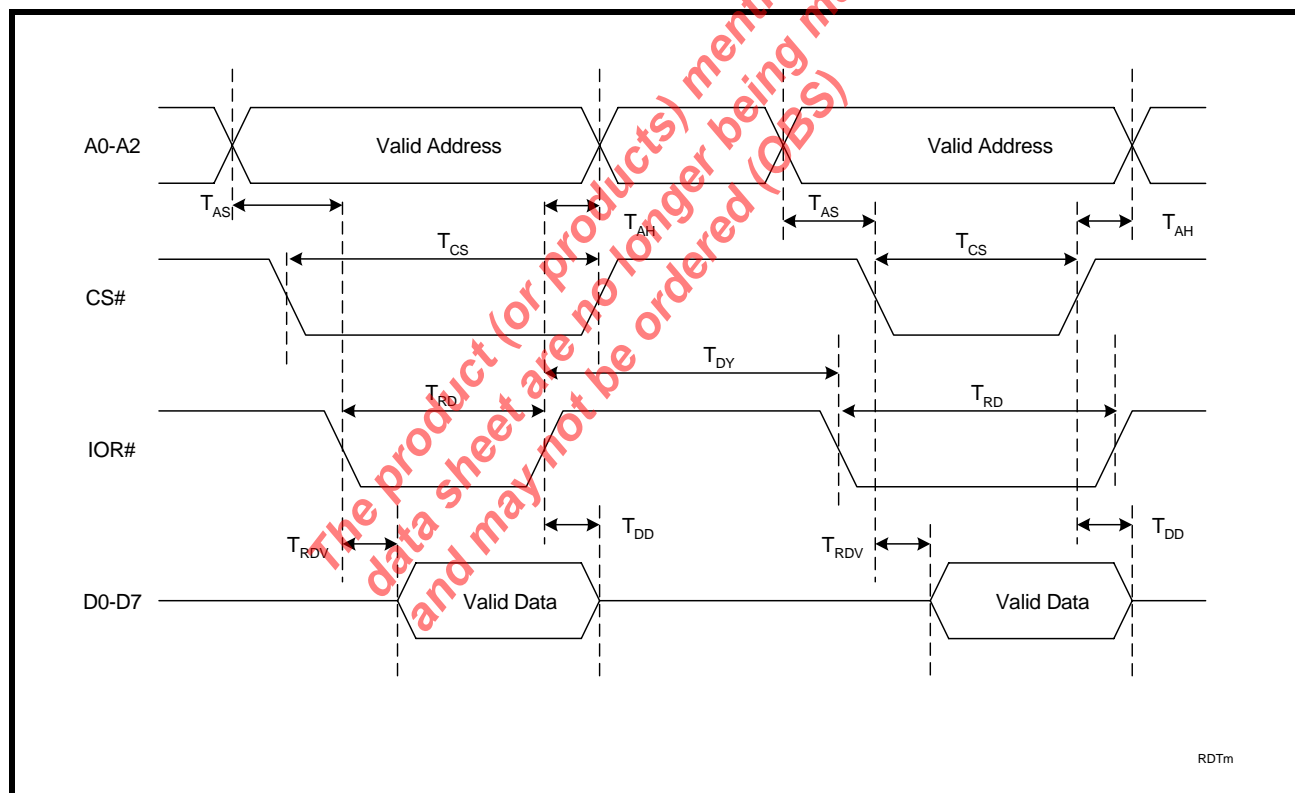 A0-A2
Valid Address
Valid Address
TAS
TAH
TAS
TAH
TCS
TCS
CS#
TDY
TRD
TRD
IOR#
TRDV
TDD
TRDV
TDD
D0-D7
Valid Data
Valid Data
The product (or products)
data sheet are no longer being
and may not be ordered (OBS)
RDTm